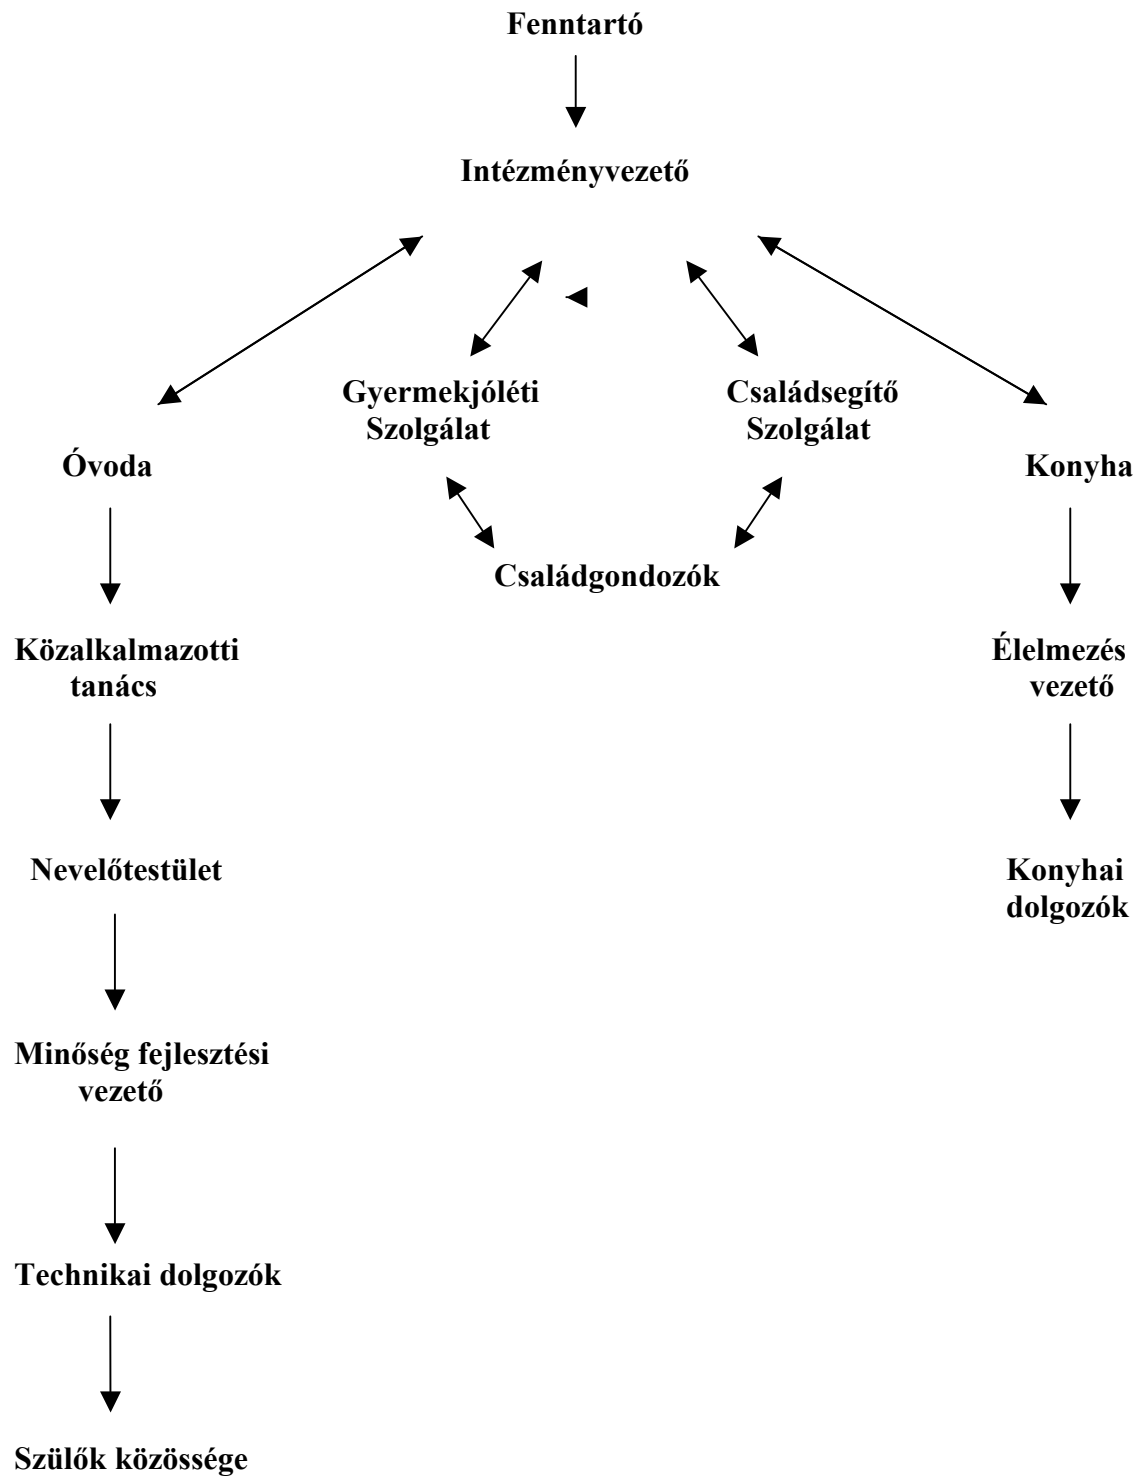 Fenntartó
Intézményvezető
Gyermekjóléti
Szolgálat
Családsegítő
Szolgálat
Óvoda
Konyha
Családgondozók
Közalkalmazotti
tanács
Élelmezés
vezető
Nevelőtestület
Konyhai
dolgozók
Minőség fejlesztési
vezető
Technikai dolgozók
Szülők közössége